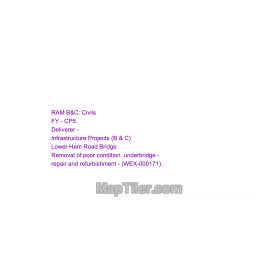 RAM B&C: Civils
FY - CP5.
Deliverer -
Infrastructure Projects (B & C)
Lower Ham Road Bridge
Removal of poor condition underbridge -
repair and refurbishment - (WEX-000171).
MapTiler.com